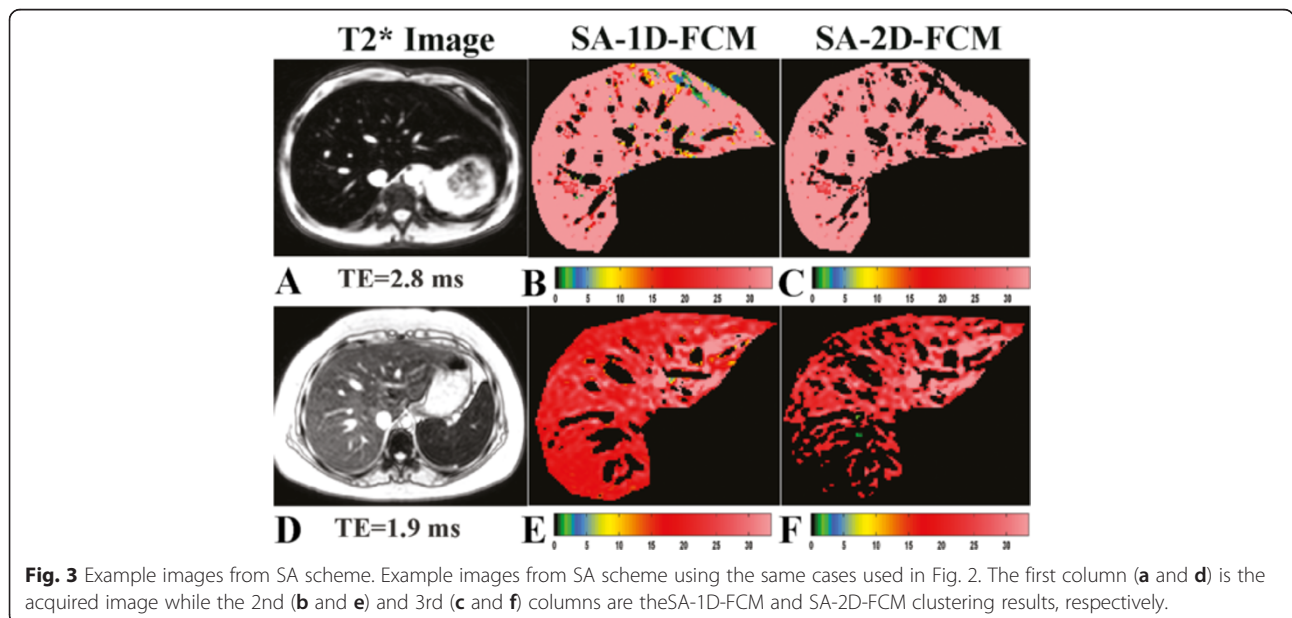 T2* Image SA-1D-FCM SA-2D-FCM
A TE=2.8 ms B 0 5 10 15 20 25 30 C 0 5 10 15 20 25 30
D TE=1.9 ms E 0 5 10 15 20 25 30 F 0 5 10 15 20 25 30
Fig. 3 Example images from SA scheme. Example images from SA scheme using the same cases used in Fig. 2. The first column (a and d) is the
acquired image while the 2nd (b and e) and 3rd (c and f) columns are theSA-1D-FCM and SA-2D-FCM clustering results, respectively.